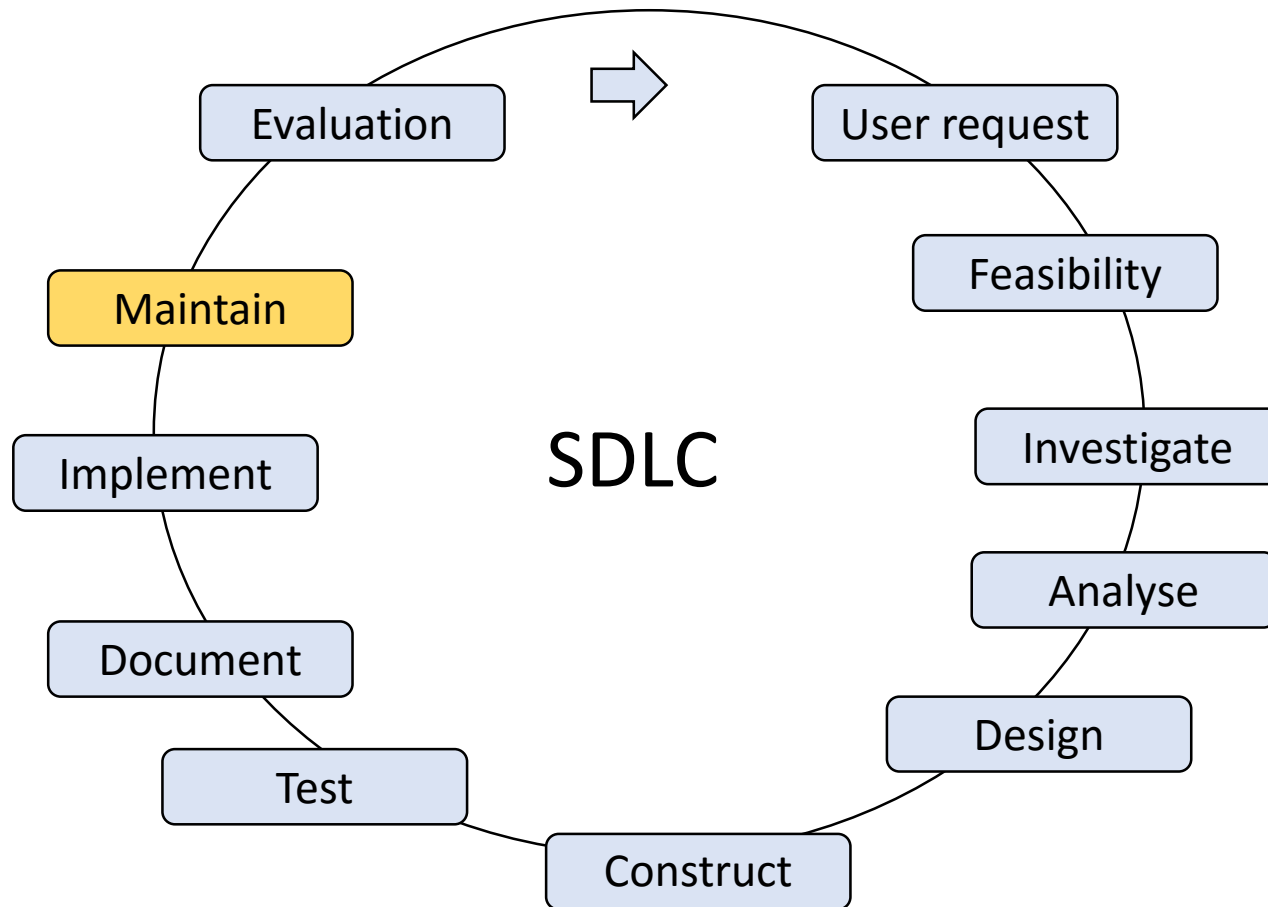 Evaluation
User request
Feasibility
Maintain
SDLC
Investigate
Implement
Analyse
Document
Design
Test
Construct